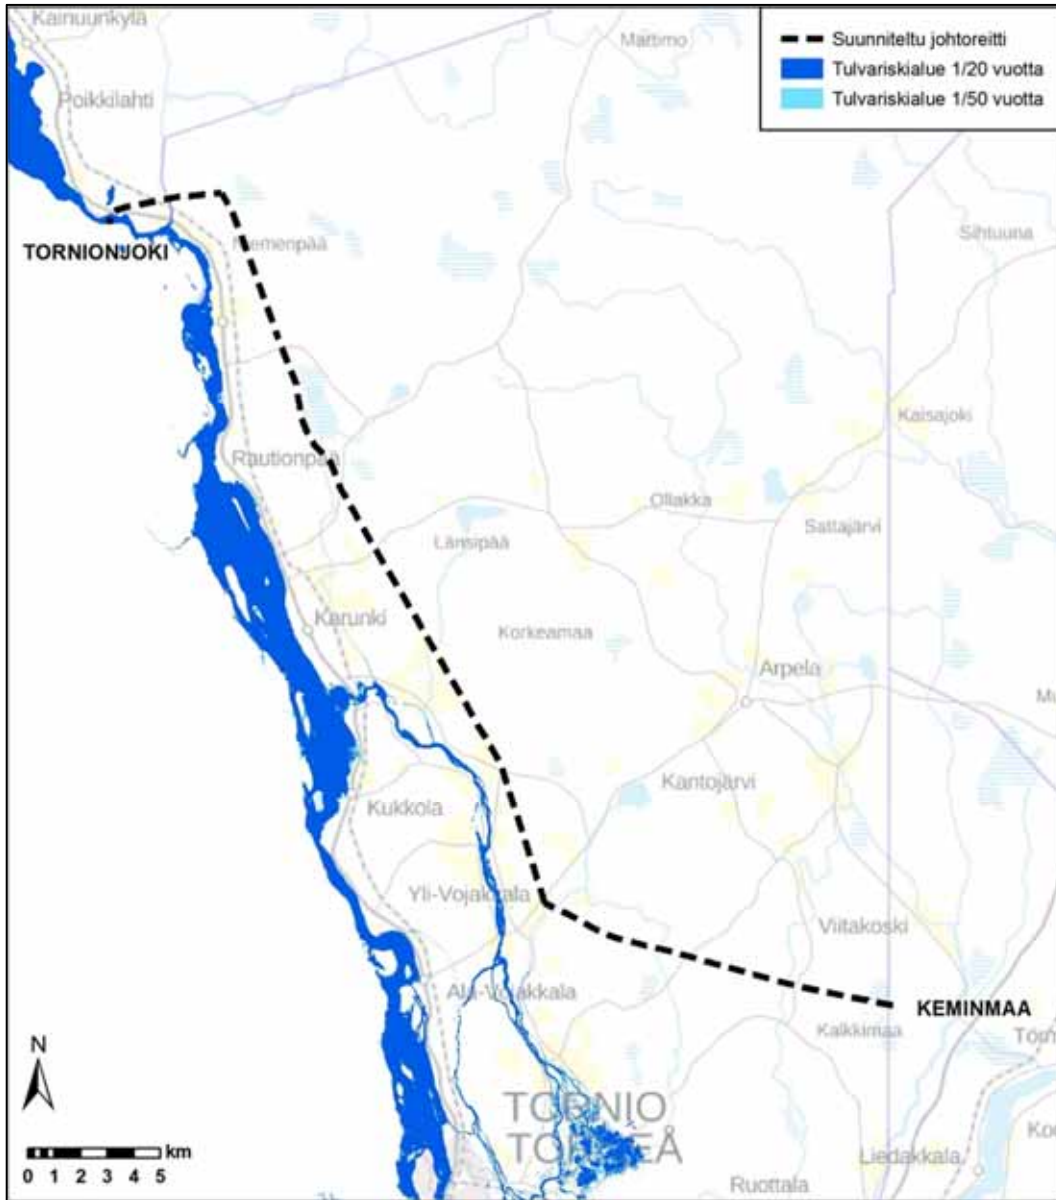 Kainuunkylä
Mattimo
Suunniteltu johtoreitti
Tulvariskialue 1/20 vuotta
Tulvariskialue 1/50 vuotta
Poikkilahti
TORNIONJOKI
Niemenpää
Sihtuuna
Kaisajoki
Rautionpää
Ollakka
Sattajärvi
Länsipää
Karunki
Korkeamaa
Arpela
Mu
Kantojärvi
Kukkola
Yli-Vojakkala
Viitakoski
Ala-Vojakkala
KEMINMAA
Kalkkimaa
N
TORNIO
TORNEÅ
km
0 1 2 3 4 5
Liedakkala
Ruottala